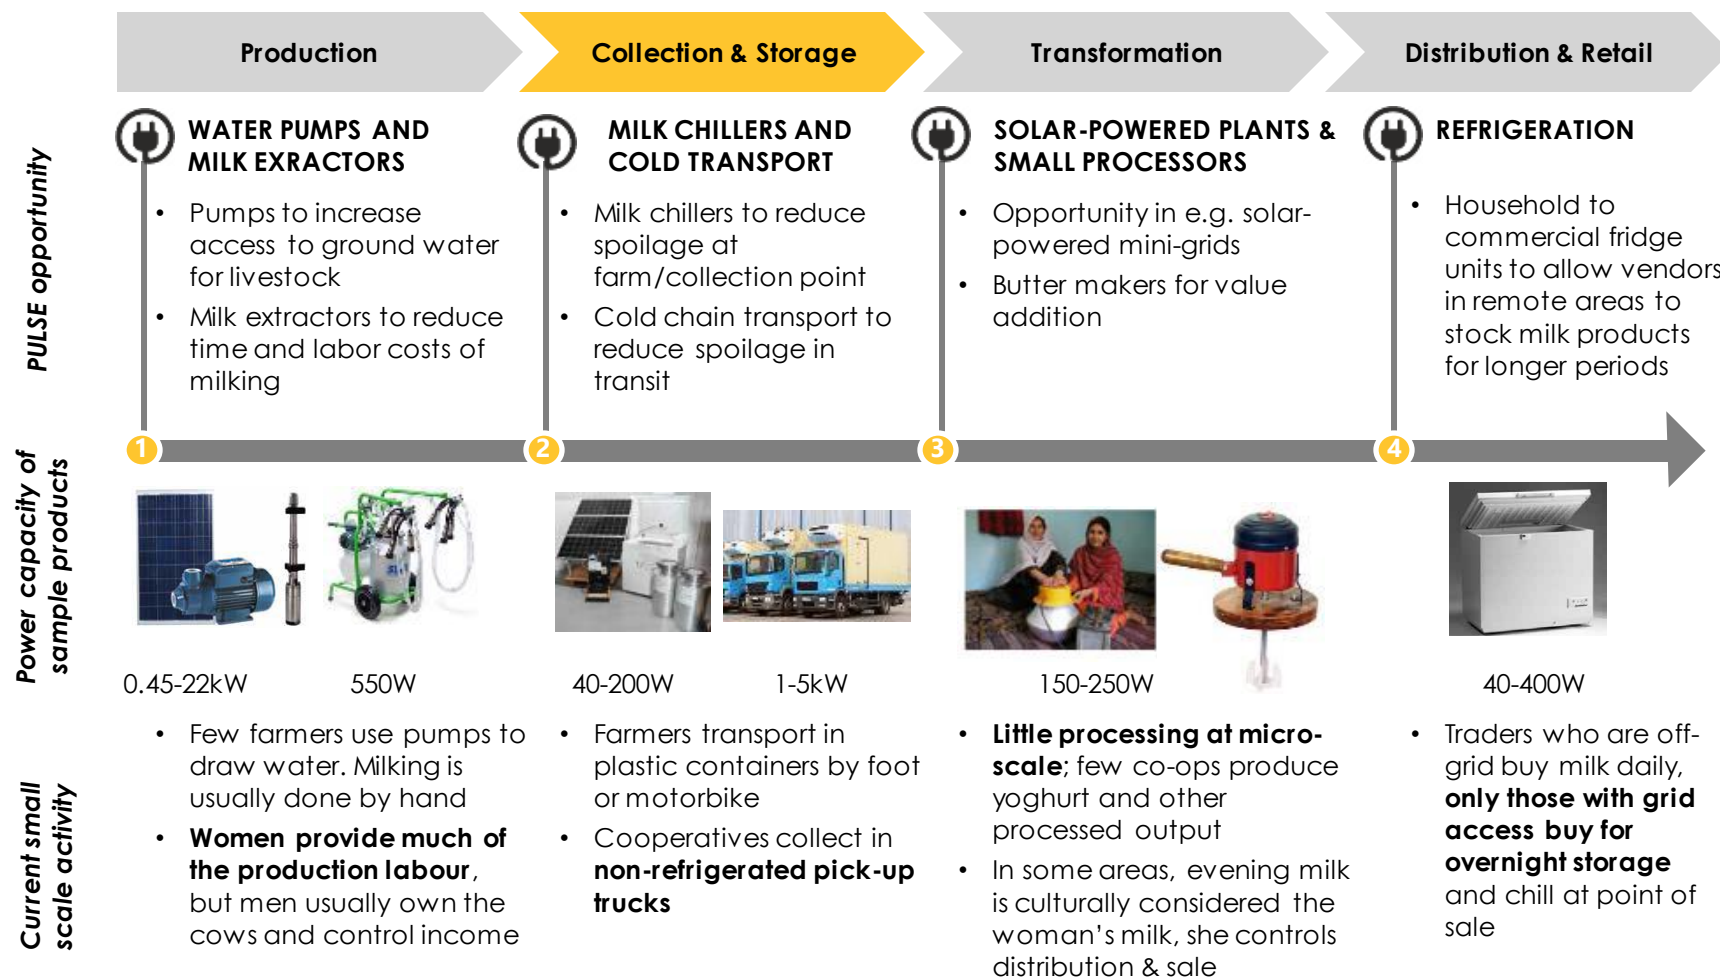 Production
Collection & Storage
Transformation
Distribution & Retail
PULSE opportunity
WATER PUMPS AND
MILK EXTRACTORS
• Pumps to increase
access to ground water
for livestock
• Milk extractors to reduce
time and labor costs of
milking
MILK CHILLERS AND
COLD TRANSPORT
• Milk chillers to reduce
spoilage at
farm/collection point
• Cold chain transport to
reduce spoilage in
transit
SOLAR-POWERED PLANTS &
SMALL PROCESSORS
• Opportunity in e.g. solar-
powered mini-grids
• Butter makers for value
addition
REFRIGERATION
• Household to
commercial fridge
units to allow vendors
in remote areas to
stock milk products
for longer periods
1
2
3
4
Power capacity of
sample products
0.45-22kW
550W
40-200W
1-5kW
150-250W
40-400W
Current small
scale activity
• Few farmers use pumps to
draw water. Milking is
usually done by hand
• Women provide much of
the production labour,
but men usually own the
cows and control income
• Farmers transport in
plastic containers by foot
or motorbike
• Cooperatives collect in
non-refrigerated pick-up
trucks
• Little processing at micro-
scale; few co-ops produce
yoghurt and other
processed output
• In some areas, evening milk
is culturally considered the
woman's milk, she controls
distribution & sale
• Traders who are off-
grid buy milk daily,
only those with grid
access buy for
overnight storage
and chill at point of
sale